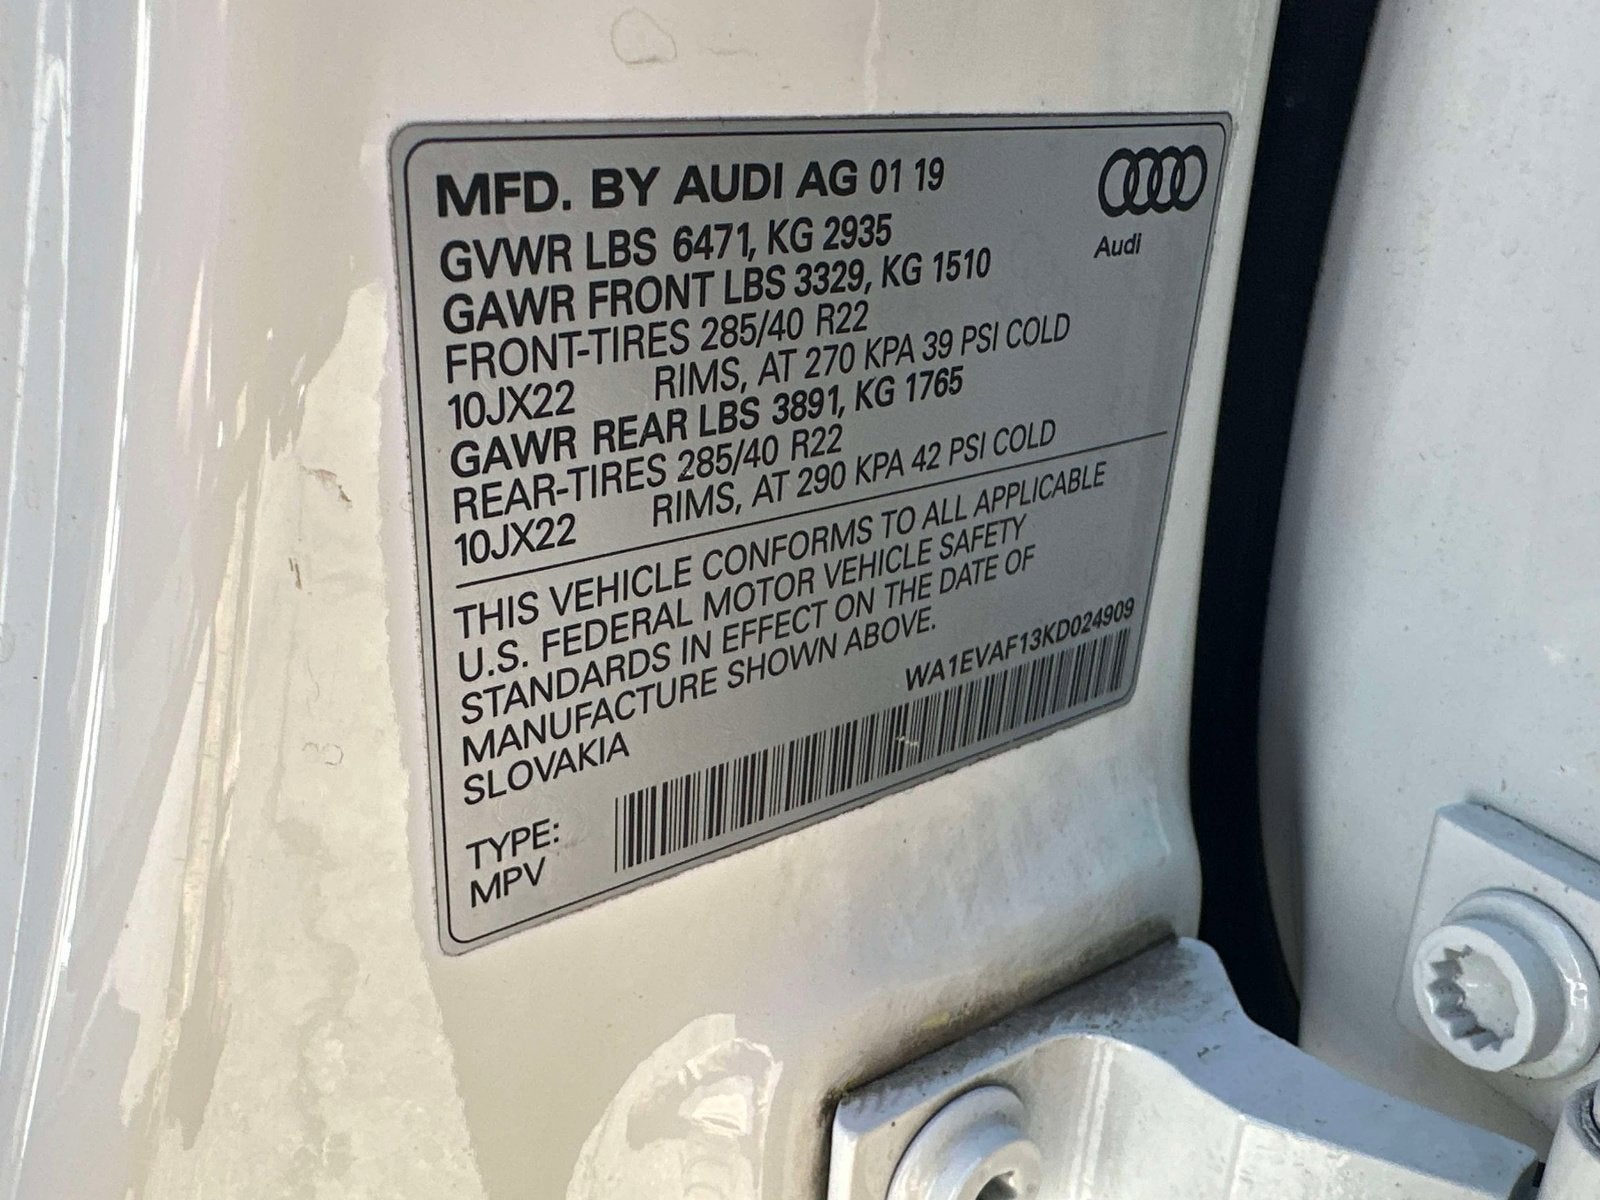 MFD. BY AUDI AG 01 19
Audi
GVWR LBS 6471, KG 2935
GAWR FRONT LBS 3329, KG 1510
FRONT-TIRES 285/40 R22
10JX22 RIMS, AT 270 KPA 39 PSI COLD
GAWR REAR LBS 3891, KG 1765
REAR-TIRES 285/40 R22
10JX22 RIMS, AT 290 KPA 42 PSI COLD
THIS VEHICLE CONFORMS TO ALL APPLICABLE
U.S. FEDERAL MOTOR VEHICLE SAFETY
STANDARDS IN EFFECT ON THE DATE OF
MANUFACTURE SHOWN ABOVE.
SLOVAKIA
WA1EVAF13KD024909
TYPE:
MPV